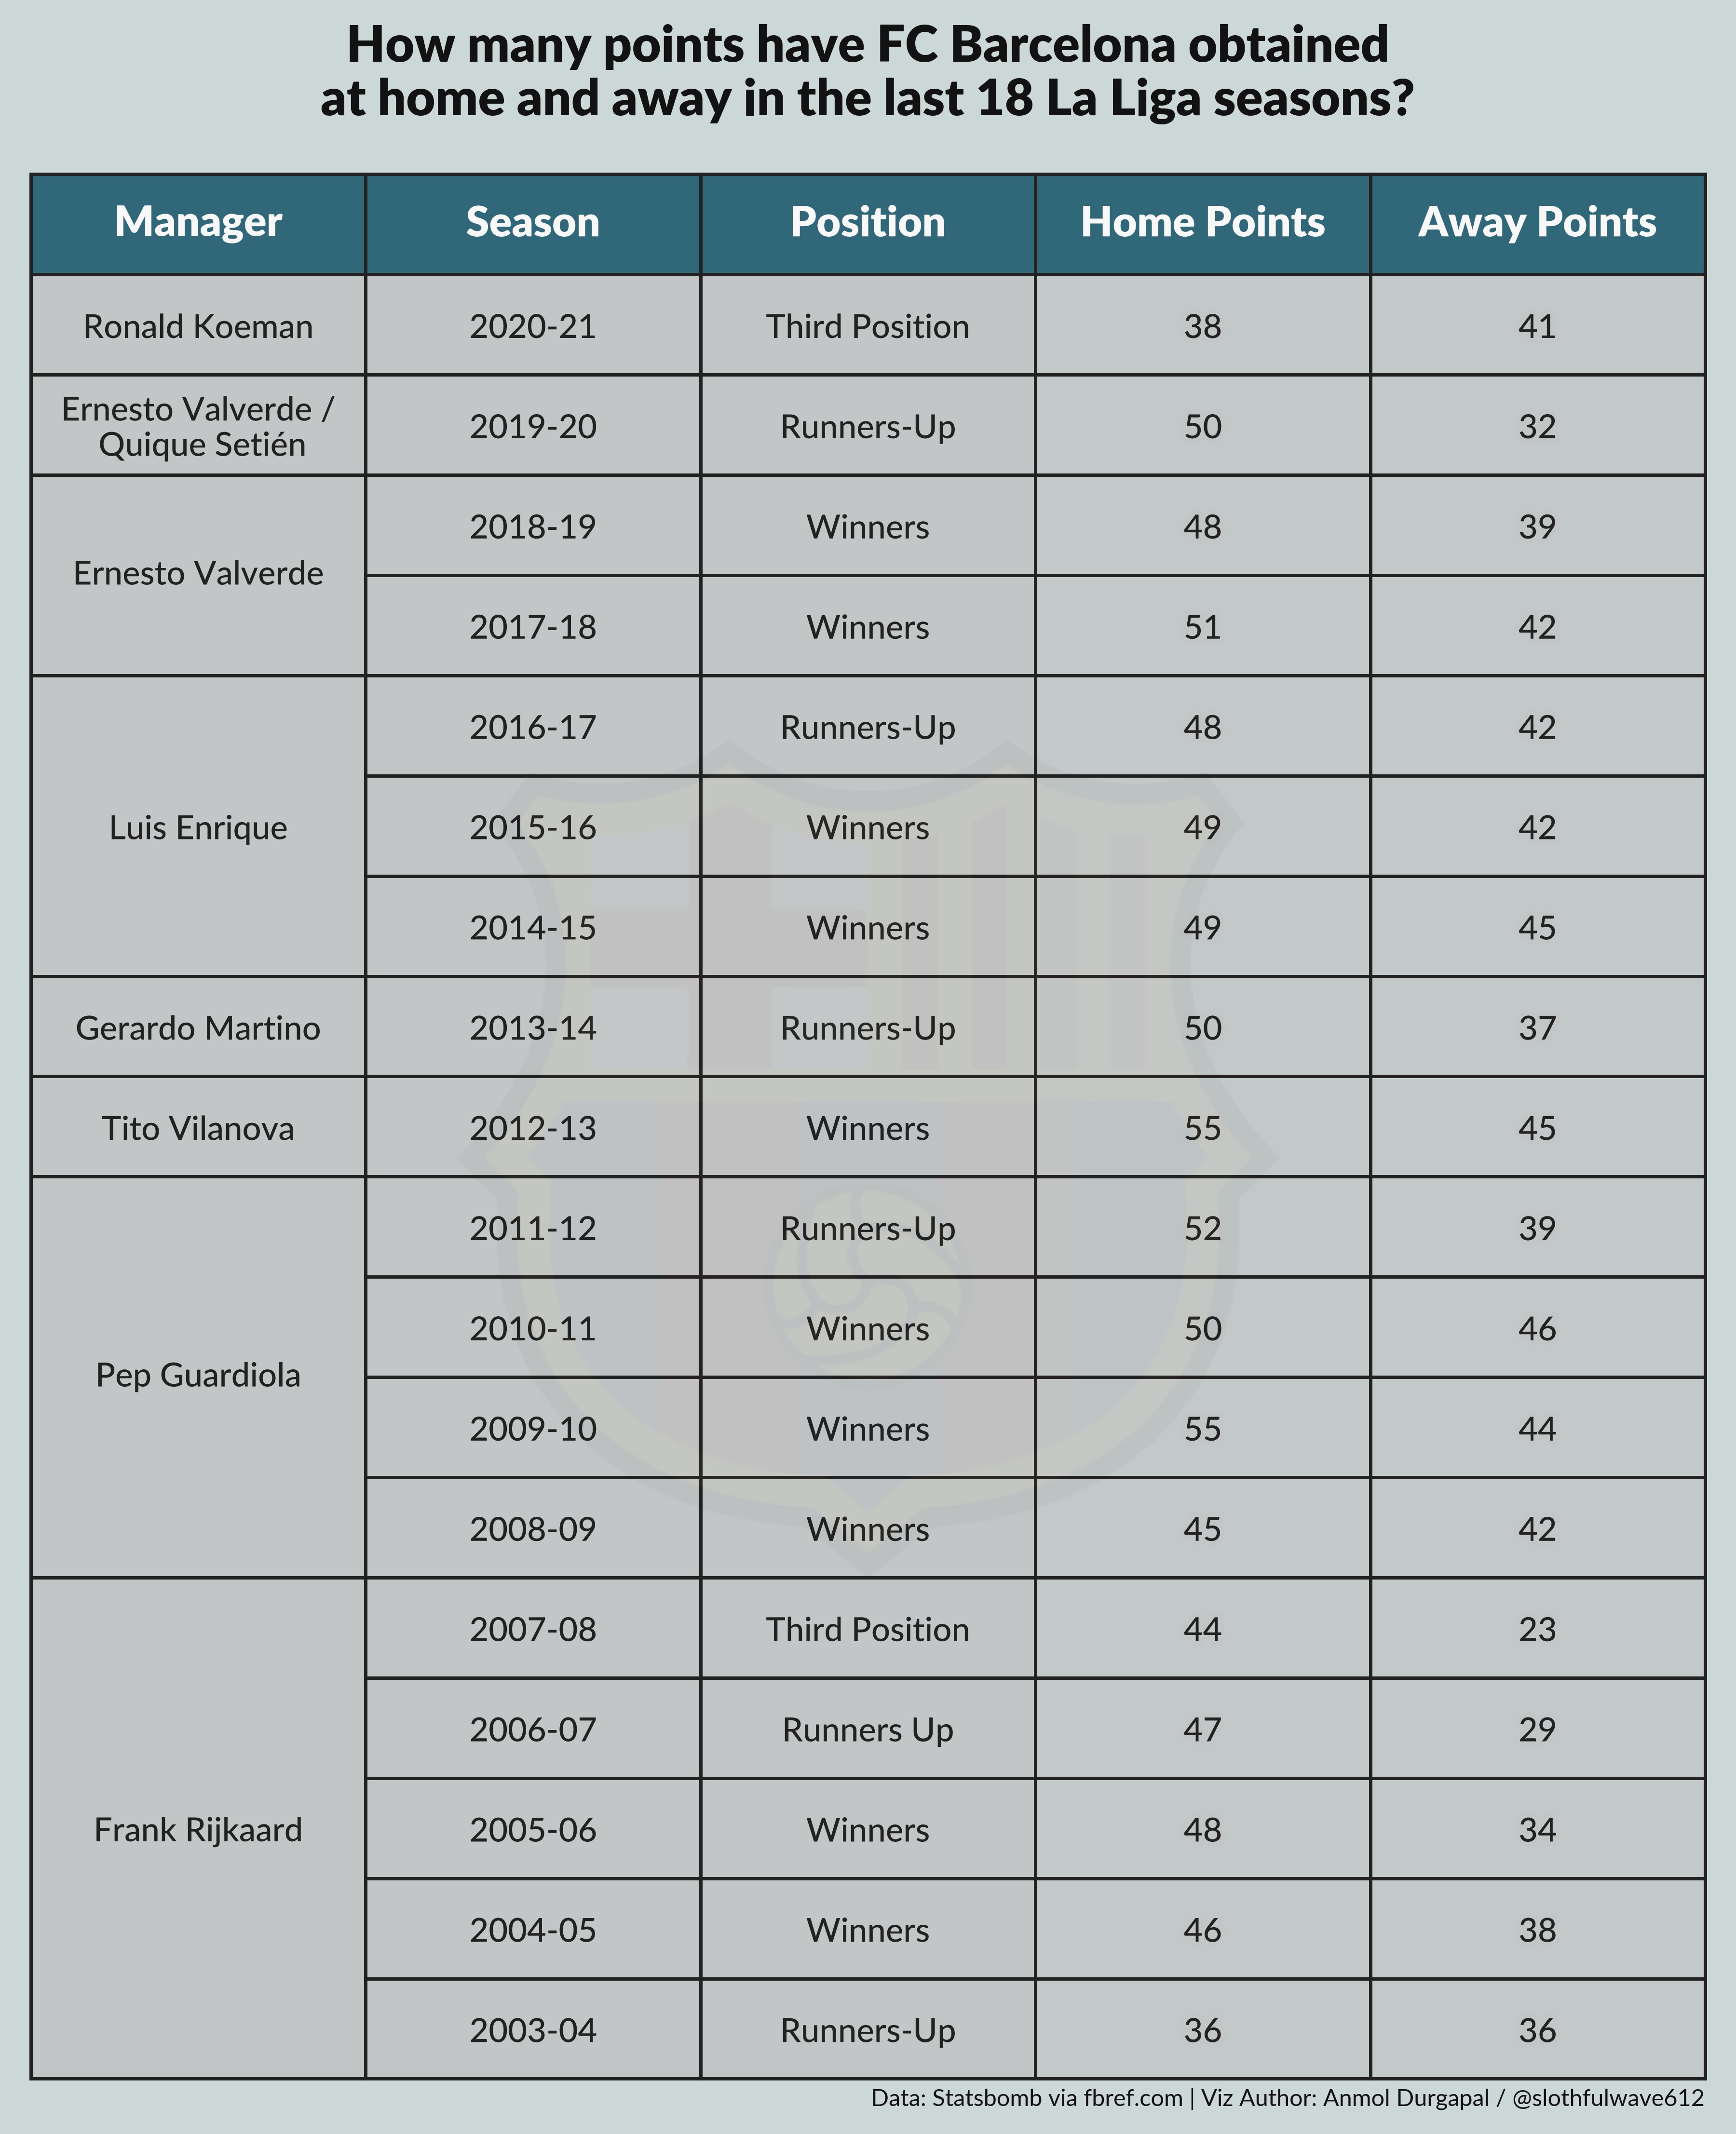 How many points have FC Barcelona obtained
at home and away in the last 18 La Liga seasons?
Manager Season Position Home Points Away Points
Ronald Koeman 2020-21 Third Position 38 41
Ernesto Valverde /
Quique Setién 2019-20 Runners-Up 50 32
Ernesto Valverde 2018-19 Winners 48 39
2017-18 Winners 51 42
Luis Enrique 2016-17 Runners-Up 48 42
2015-16 Winners 49 42
2014-15 Winners 49 45
Gerardo Martino 2013-14 Runners-Up 50 37
Tito Vilanova 2012-13 Winners 55 45
Pep Guardiola 2011-12 Runners-Up 52 39
2010-11 Winners 50 46
2009-10 Winners 55 44
2008-09 Winners 45 42
Frank Rijkaard 2007-08 Third Position 44 23
2006-07 Runners Up 47 29
2005-06 Winners 48 34
2004-05 Winners 46 38
2003-04 Runners-Up 36 36
Data: Statsbomb via fbref.com | Viz Author: Anmol Durgapal / @slothfulwave612